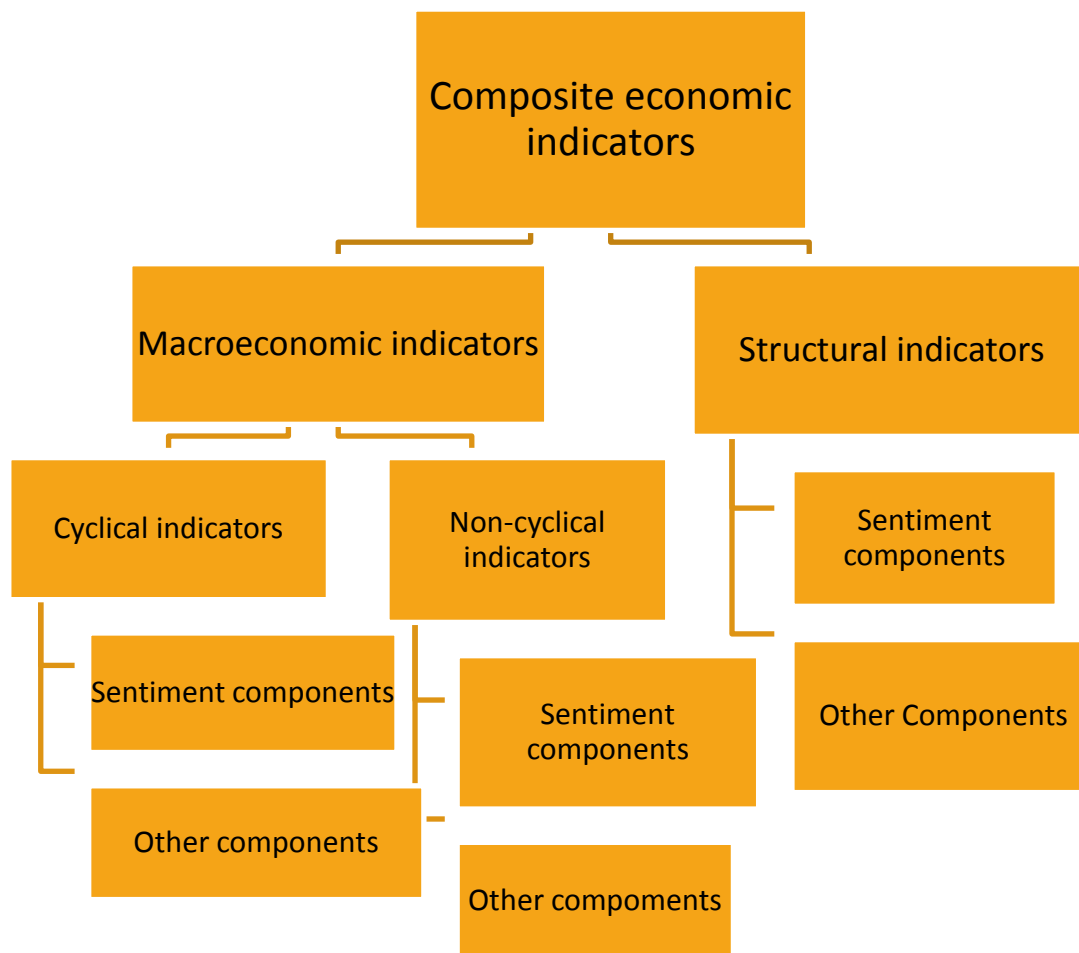 Composite economic
indicators
Macroeconomic indicators
Structural indicators
Cyclical indicators
Non-cyclical
indicators
Sentiment
components
Sentiment components
Sentiment
components
Other Components
Other components
Other compoments